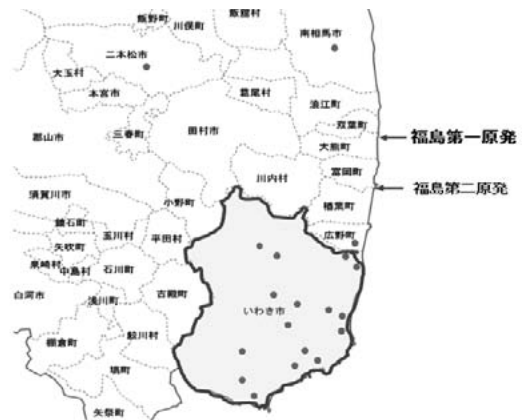 飯野町
川俣町
飯舘村
南相馬市
二本松市
大玉村
本宮市
葛尾村
浪江町
双葉町
福島第一原発
郡山市
三春町
田村市
大熊町
富岡町
川内村
福島第二原発
須賀川市
小野町
楢葉町
鏡石町
玉川村
平田村
広野町
矢吹町
泉崎村
中島村
石川町
白河市
浅川町
古殿町
いわき市
鮫川村
棚倉町
塙町
矢祭町